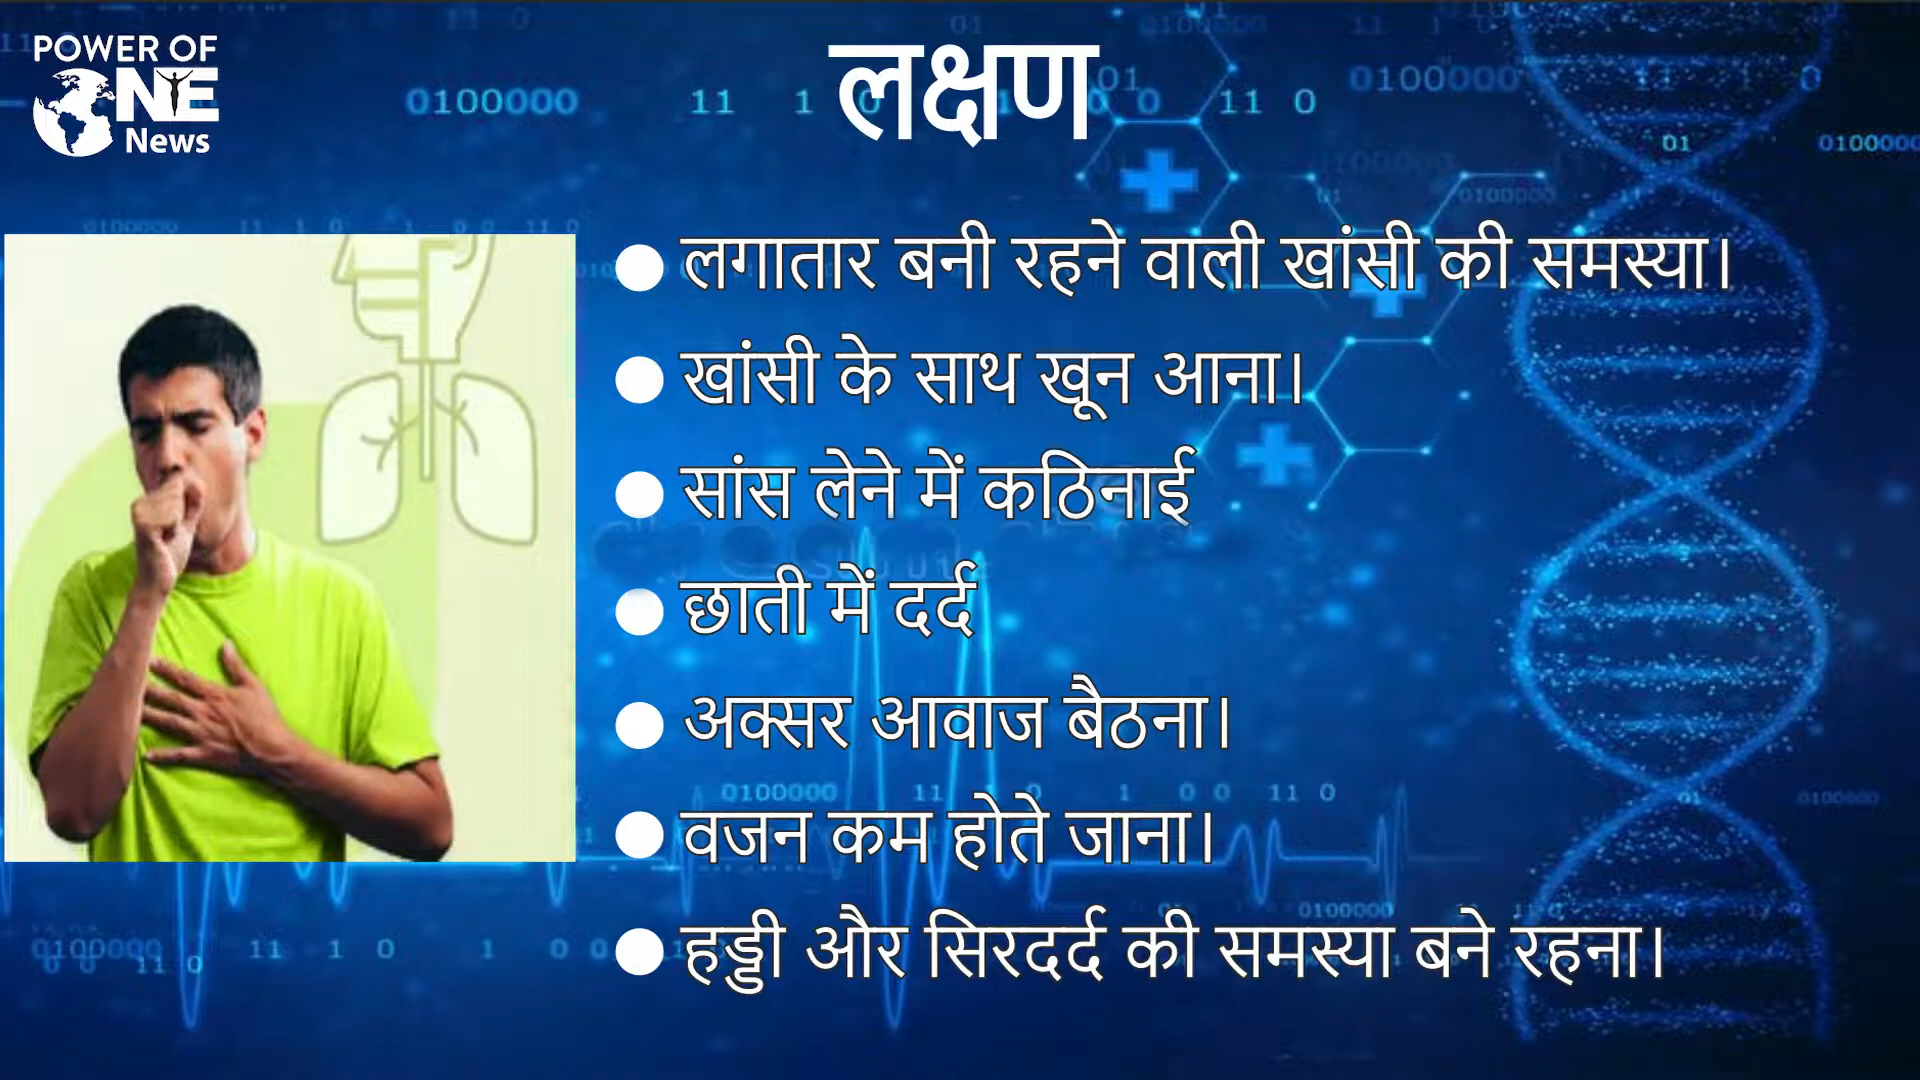 POWER OF
ONE
News
लक्षण
लगातार बनी रहने वाली खांसी की समस्या।
खांसी के साथ खून आना।
सांस लेने में कठिनाई
छाती में दर्द
अक्सर आवाज बैठना।
वजन कम होते जाना।
हड्डी और सिरदर्द की समस्या बने रहना।